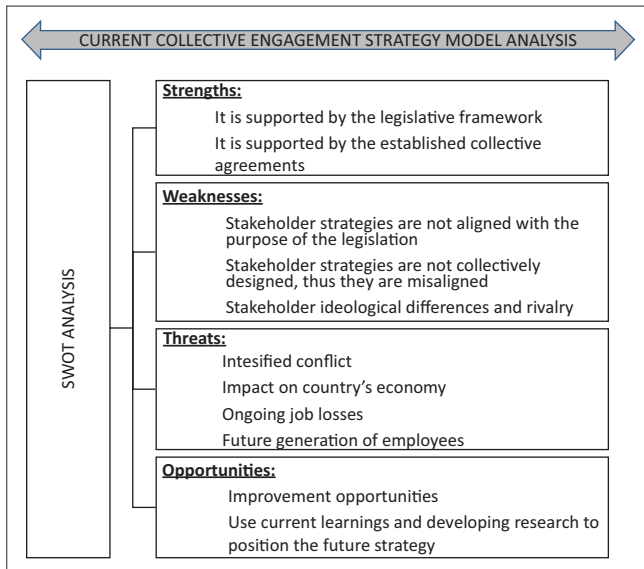 CURRENT COLLECTIVE ENGAGEMENT STRATEGY MODEL ANALYSIS
SWOT ANALYSIS
Strengths:
It is supported by the legislative framework
It is supported by the established collective
agreements
Weaknesses:
Stakeholder strategies are not aligned with the
purpose of the legislation
Stakeholder strategies are not collectively
designed, thus they are misaligned
Stakeholder ideological differences and rivalry
Threats:
Intesified conflict
Impact on country's economy
Ongoing job losses
Future generation of employees
Opportunities:
Improvement opportunities
Use current learnings and developing research to
position the future strategy